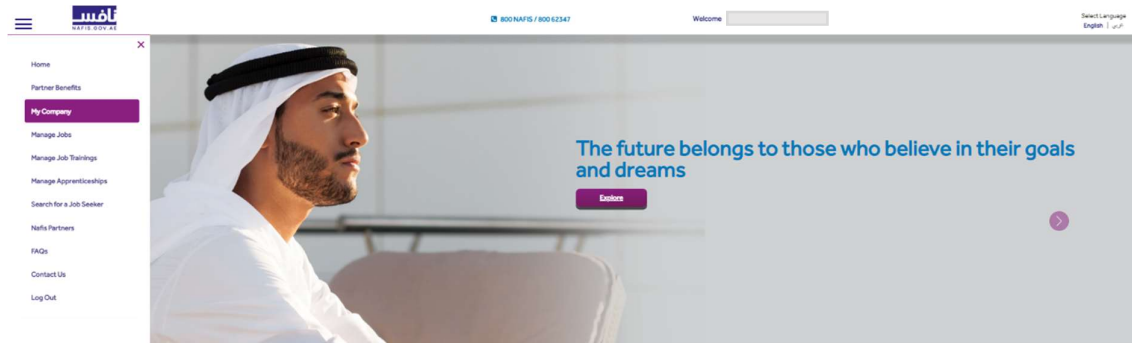 نافسـ
NAFIS.GOV.AE
800 NAFIS / 800 62347
Welcome
Select Language
English | عربي
Home
Partner Benefits
My Company
Manage Jobs
Manage Job Trainings
Manage Apprenticeships
Search for a Job Seeker
Nafis Partners
FAQs
Contact Us
Log Out
The future belongs to those who believe in their goals
and dreams
Explore